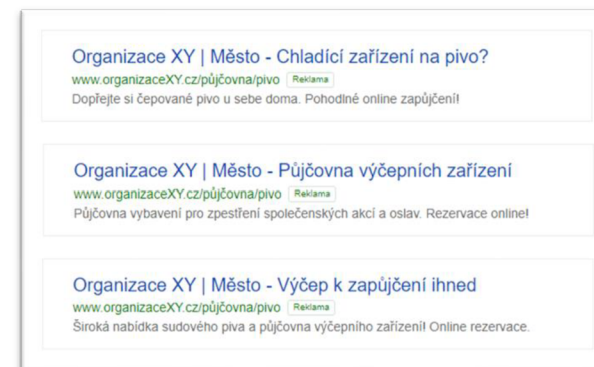 Organizace XY | Město - Chladící zařízení na pivo?
www.organizaceXY.cz/půjčovna/pivo Reklama
Dopřejte si čepované pivo u sebe doma. Pohodlné online zapůjčení!
Organizace XY | Město - Půjčovna výčepních zařízení
www.organizaceXY.cz/půjčovna/pivo Reklama
Půjčovna vybavení pro zpestření společenských akcí a oslav. Rezervace online!
Organizace XY | Město - Výčep k zapůjčení ihned
www.organizaceXY.cz/půjčovna/pivo Reklama
Široká nabídka sudového piva a půjčovna výčepního zařízení! Online rezervace.